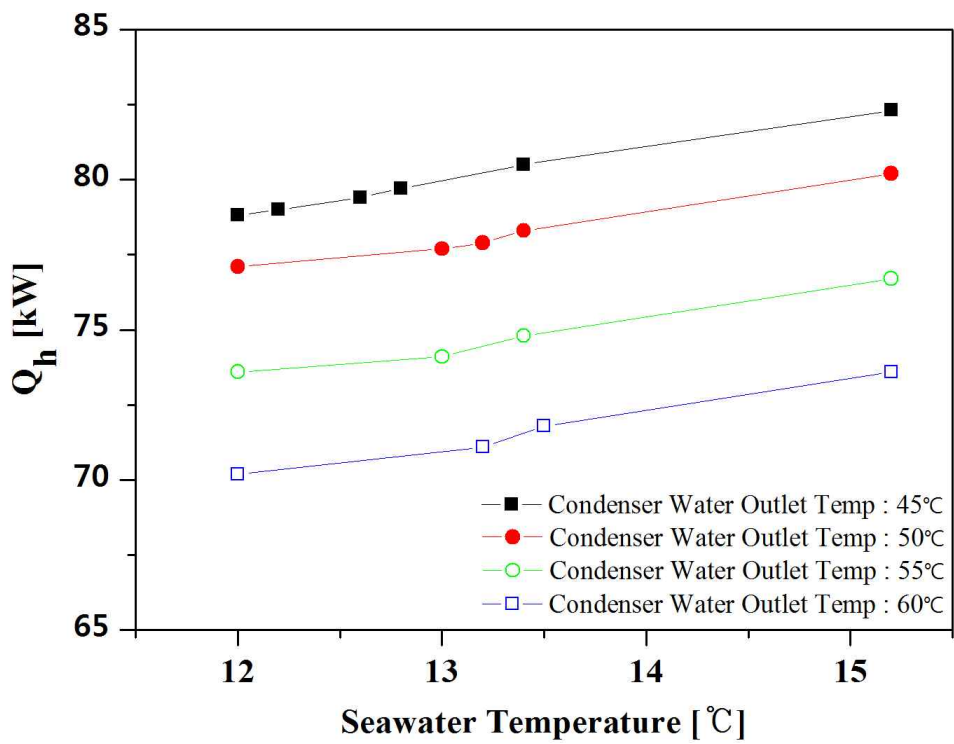 85
80
75
70
65
Q_h [kW]
12
13
14
15
Seawater Temperature [℃]
Condenser Water Outlet Temp : 45℃
Condenser Water Outlet Temp : 50℃
Condenser Water Outlet Temp : 55℃
Condenser Water Outlet Temp : 60℃